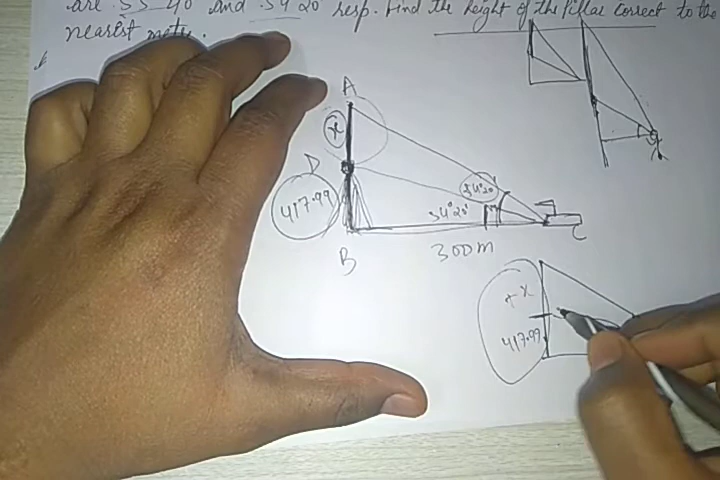 are 55°40' and 54°20' resp. Find the height of the Pillar correct to the
nearest metre.
A
x
D
54°20'
417.99
54°20'
300m
C
B
+x
417.99